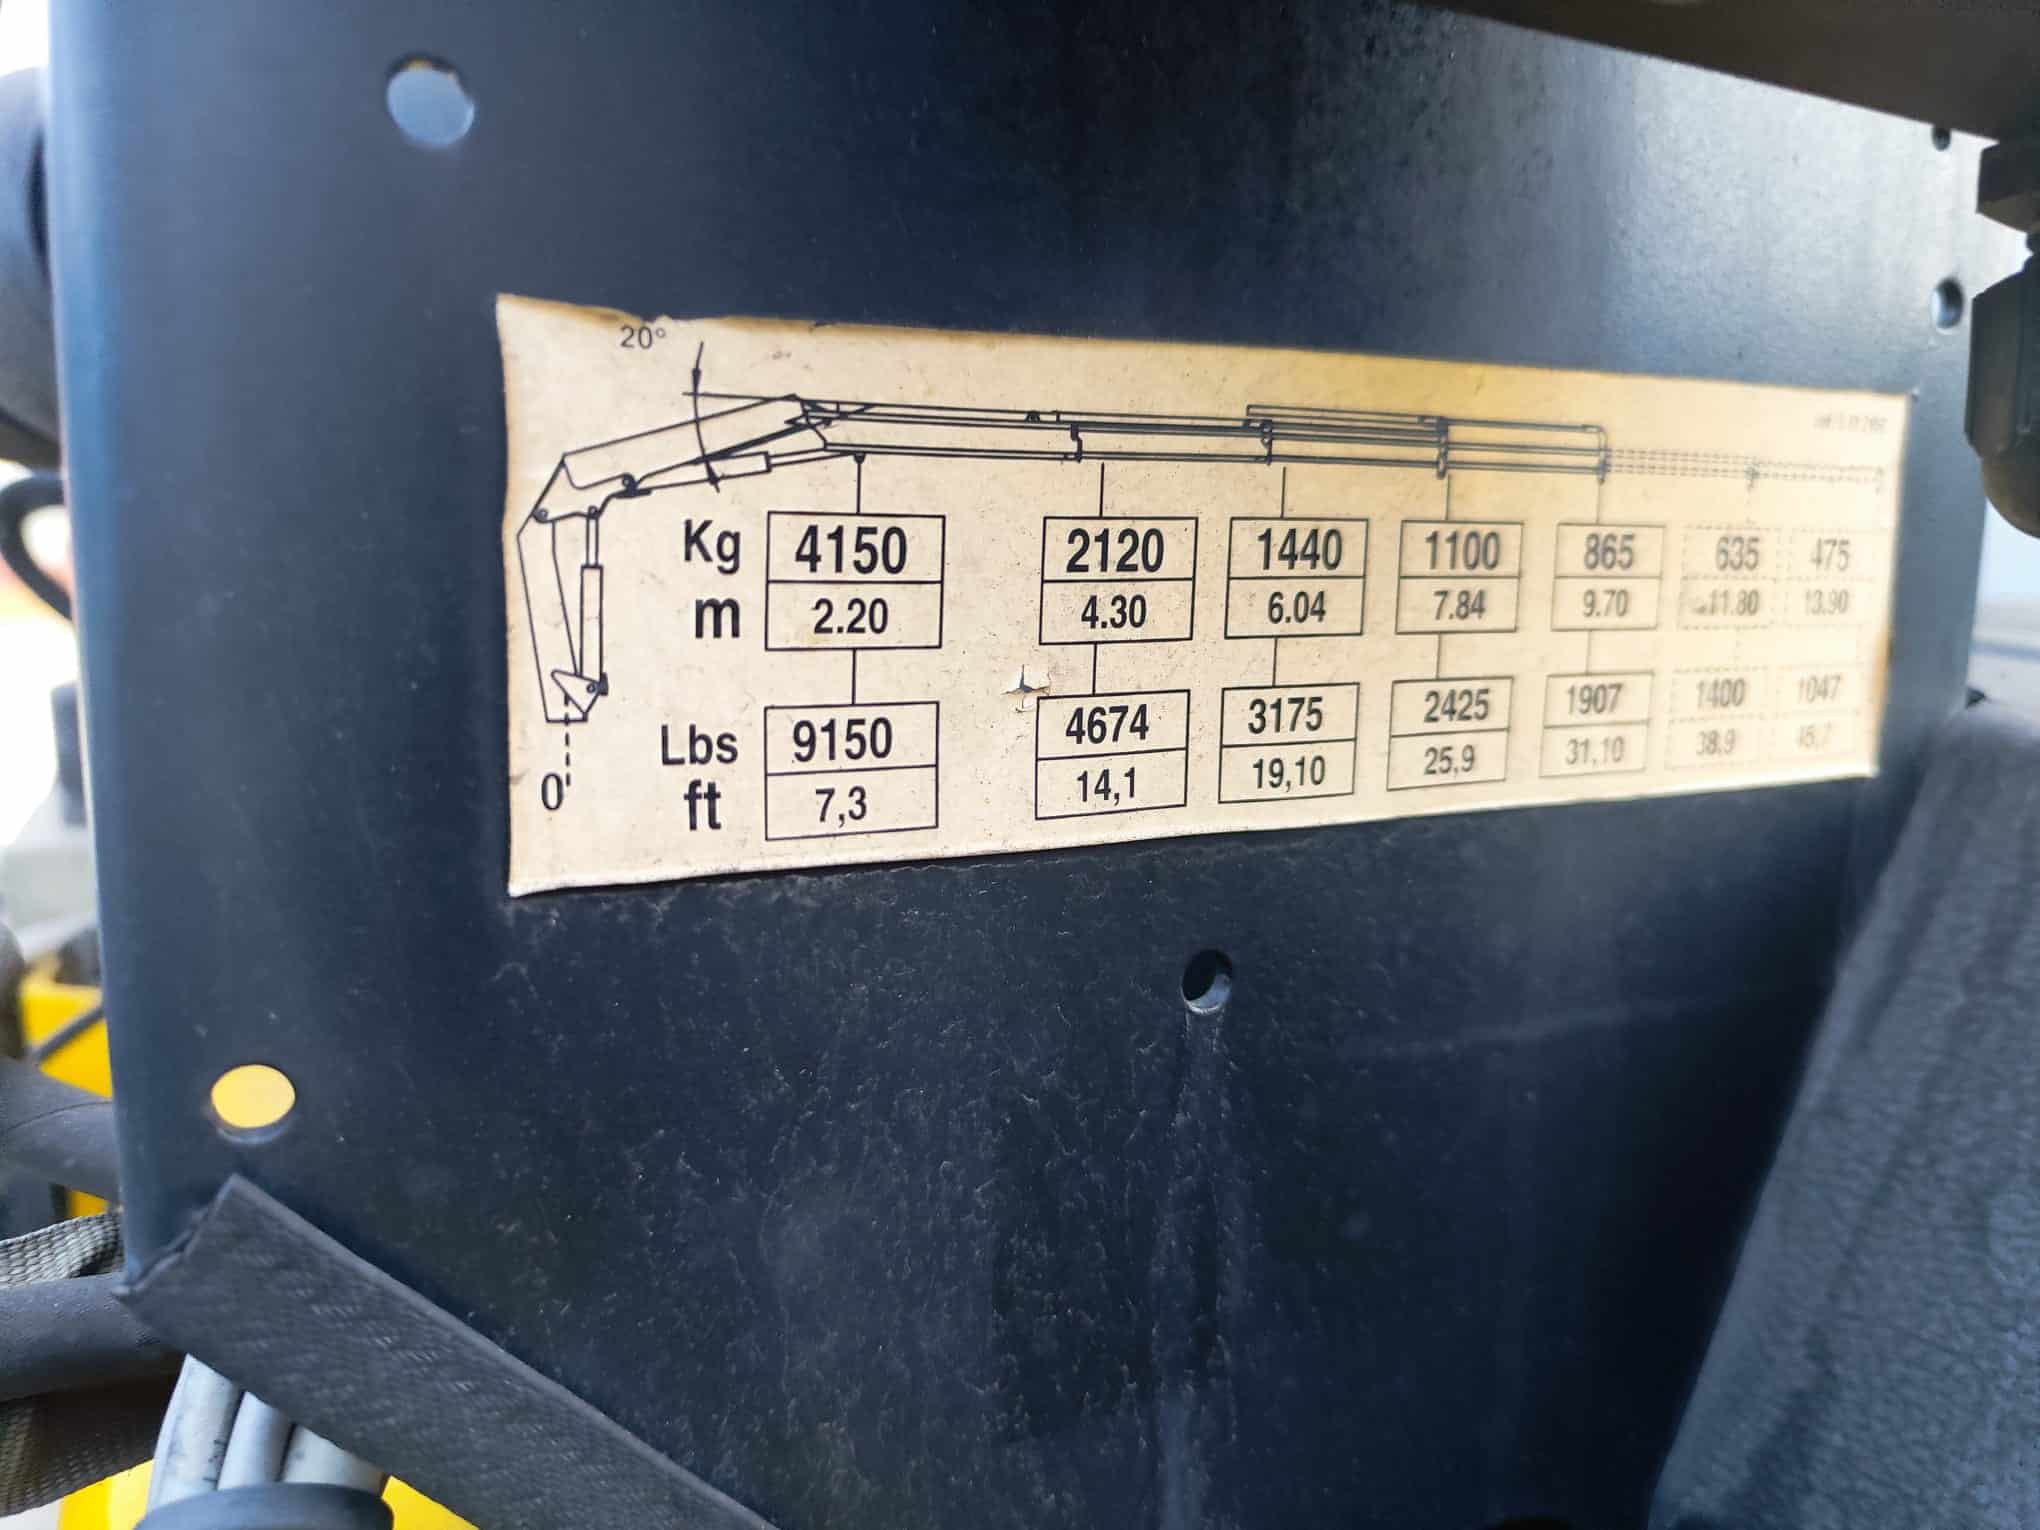 20°
Kg 4150 2120 1440 1100 865 635 475
m 2.20 4.30 6.04 7.84 9.70 11.80 13.90
Lbs 9150 4674 3175 2425 1907 1400 1047
ft 7,3 14,1 19,10 25,9 31,10 38,9
0'